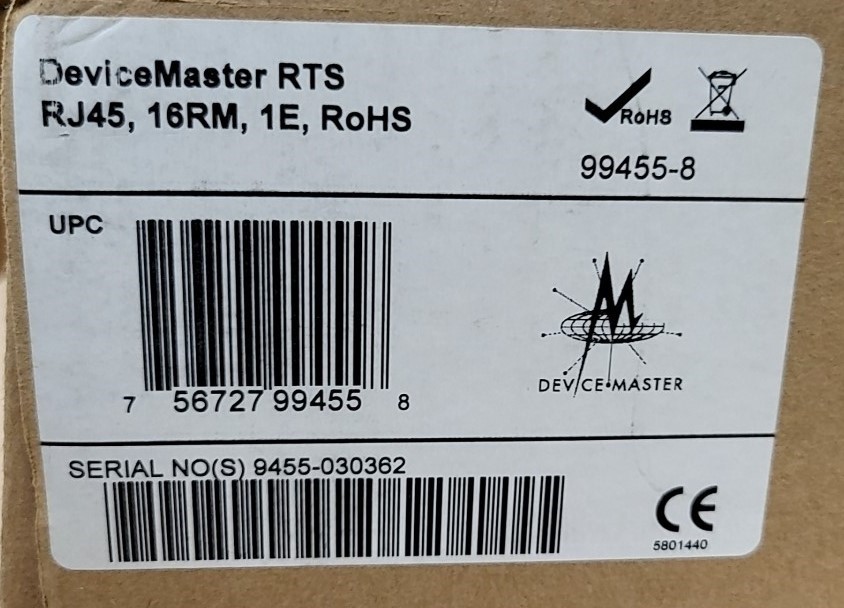 DeviceMaster RTS
RJ45, 16RM, 1E, RoHS
RoHS
99455-8
UPC
7 56727 99455 8
DEVICE•MASTER
SERIAL NO(S) 9455-030362
CE
5801440